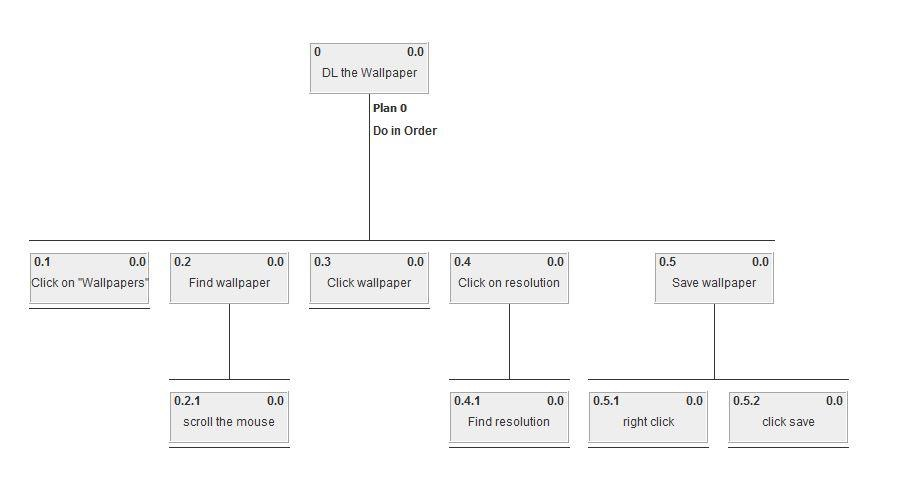 0 0.0
DL the Wallpaper
Plan 0
Do in Order
0.1 0.0
Click on "Wallpapers"
0.2 0.0
Find wallpaper
0.3 0.0
Click wallpaper
0.4 0.0
Click on resolution
0.5 0.0
Save wallpaper
0.2.1 0.0
scroll the mouse
0.4.1 0.0
Find resolution
0.5.1 0.0
right click
0.5.2 0.0
click save